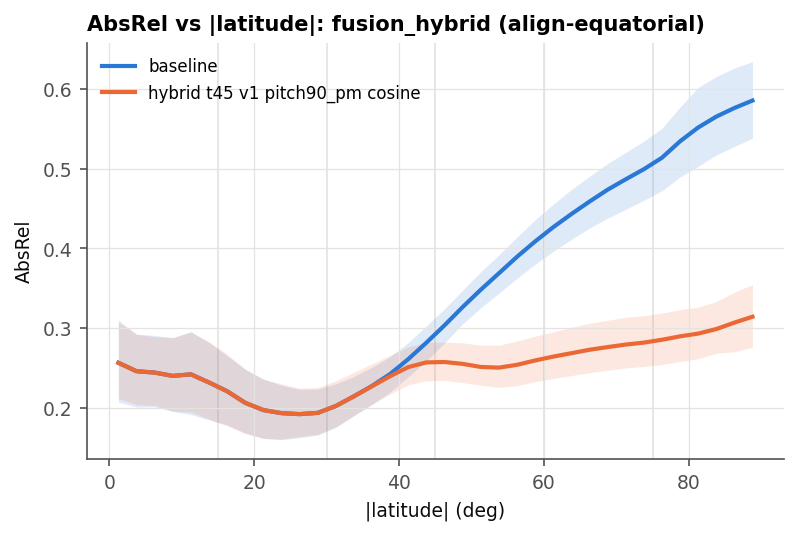 AbsRel vs |latitude|: fusion_hybrid (align-equatorial)
baseline
hybrid t45 v1 pitch90_pm cosine
AbsRel
0.6
0.5
0.4
0.3
0.2
0 20 40 60 80
|latitude| (deg)